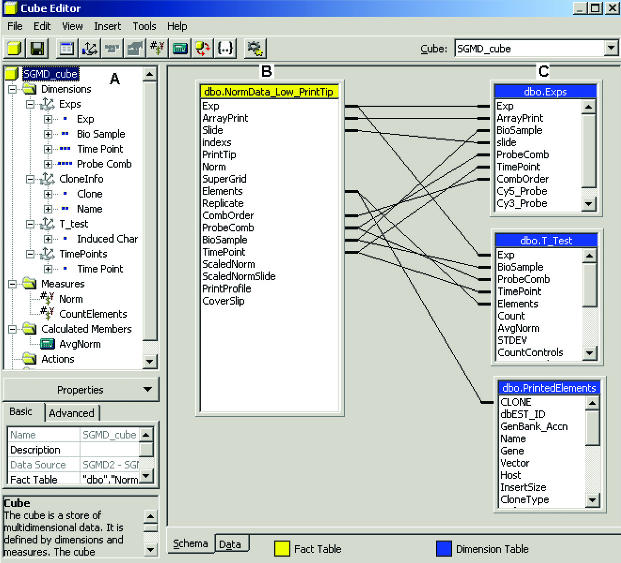 Cube Editor
File Edit View Insert Tools Help
Cube: SGMD_cube
A
SGMD_cube
Dimensions
Exps
Exp
Bio Sample
Time Point
Probe Comb
CloneInfo
Clone
Name
T_test
Induced Char
TimePoints
Time Point
Measures
Norm
CountElements
Calculated Members
AvgNorm
Actions
Properties
Basic Advanced
Name SGMD_cube
Description
Data Source SGMD2 - SGM
Fact Table "dbo"."Norm
Cube
The cube is a store of
multidimensional data. It is
defined by dimensions and
measures. The cube
B
dbo.NormData_Low_PrintTip
Exp
ArrayPrint
Slide
indexs
PrintTip
Norm
SuperGrid
Elements
Replicate
CombOrder
ProbeComb
BioSample
TimePoint
ScaledNorm
ScaledNormSlide
PrintProfile
CoverSlip
C
dbo.Exps
Exp
ArrayPrint
BioSample
slide
ProbeComb
TimePoint
CombOrder
Cy5_Probe
Cy3_Probe
dbo.T_Test
Exp
BioSample
ProbeComb
TimePoint
Elements
Count
AvgNorm
STDEV
CountControls
dbo.PrintedElements
CLONE
dbEST_ID
GenBank_Accn
Name
Gene
Vector
Host
InsertSize
CloneType
Schema Data
Fact Table
Dimension Table